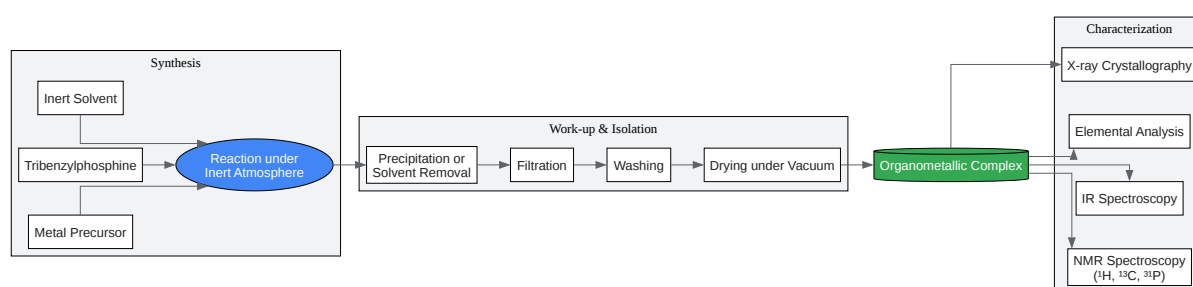 Synthesis
Inert Solvent
Tribenzylphosphine
Metal Precursor
Reaction under
Inert Atmosphere
Work-up & Isolation
Precipitation or
Solvent Removal
Filtration
Washing
Drying under Vacuum
Organometallic Complex
Characterization
X-ray Crystallography
Elemental Analysis
IR Spectroscopy
NMR Spectroscopy
(¹H, ¹³C, ³¹P)